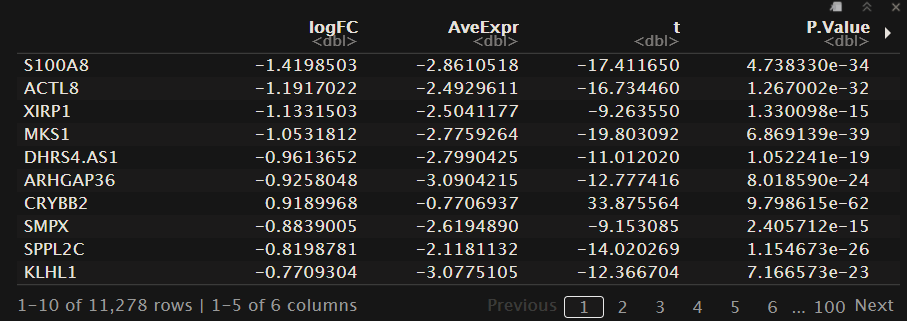 logFC AveExpr t P.Value
<dbl> <dbl> <dbl> <dbl>
S100A8 -1.4198503 -2.8610518 -17.411650 4.738330e-34
ACTL8 -1.1917022 -2.4929611 -16.734460 1.267002e-32
XIRP1 -1.1331503 -2.5041177 -9.263550 1.330098e-15
MKS1 -1.0531812 -2.7759264 -19.803092 6.869139e-39
DHRS4.AS1 -0.9613652 -2.7990425 -11.012020 1.052241e-19
ARHGAP36 -0.9258048 -3.0904215 -12.777416 8.018590e-24
CRYBB2 0.9189968 -0.7706937 33.875564 9.798615e-62
SMPX -0.8839005 -2.6194890 -9.153085 2.405712e-15
SPPL2C -0.8198781 -2.1181132 -14.020269 1.154673e-26
KLHL1 -0.7709304 -3.0775105 -12.366704 7.166573e-23
1-10 of 11,278 rows | 1-5 of 6 columns Previous 1 2 3 4 5 6 ... 100 Next